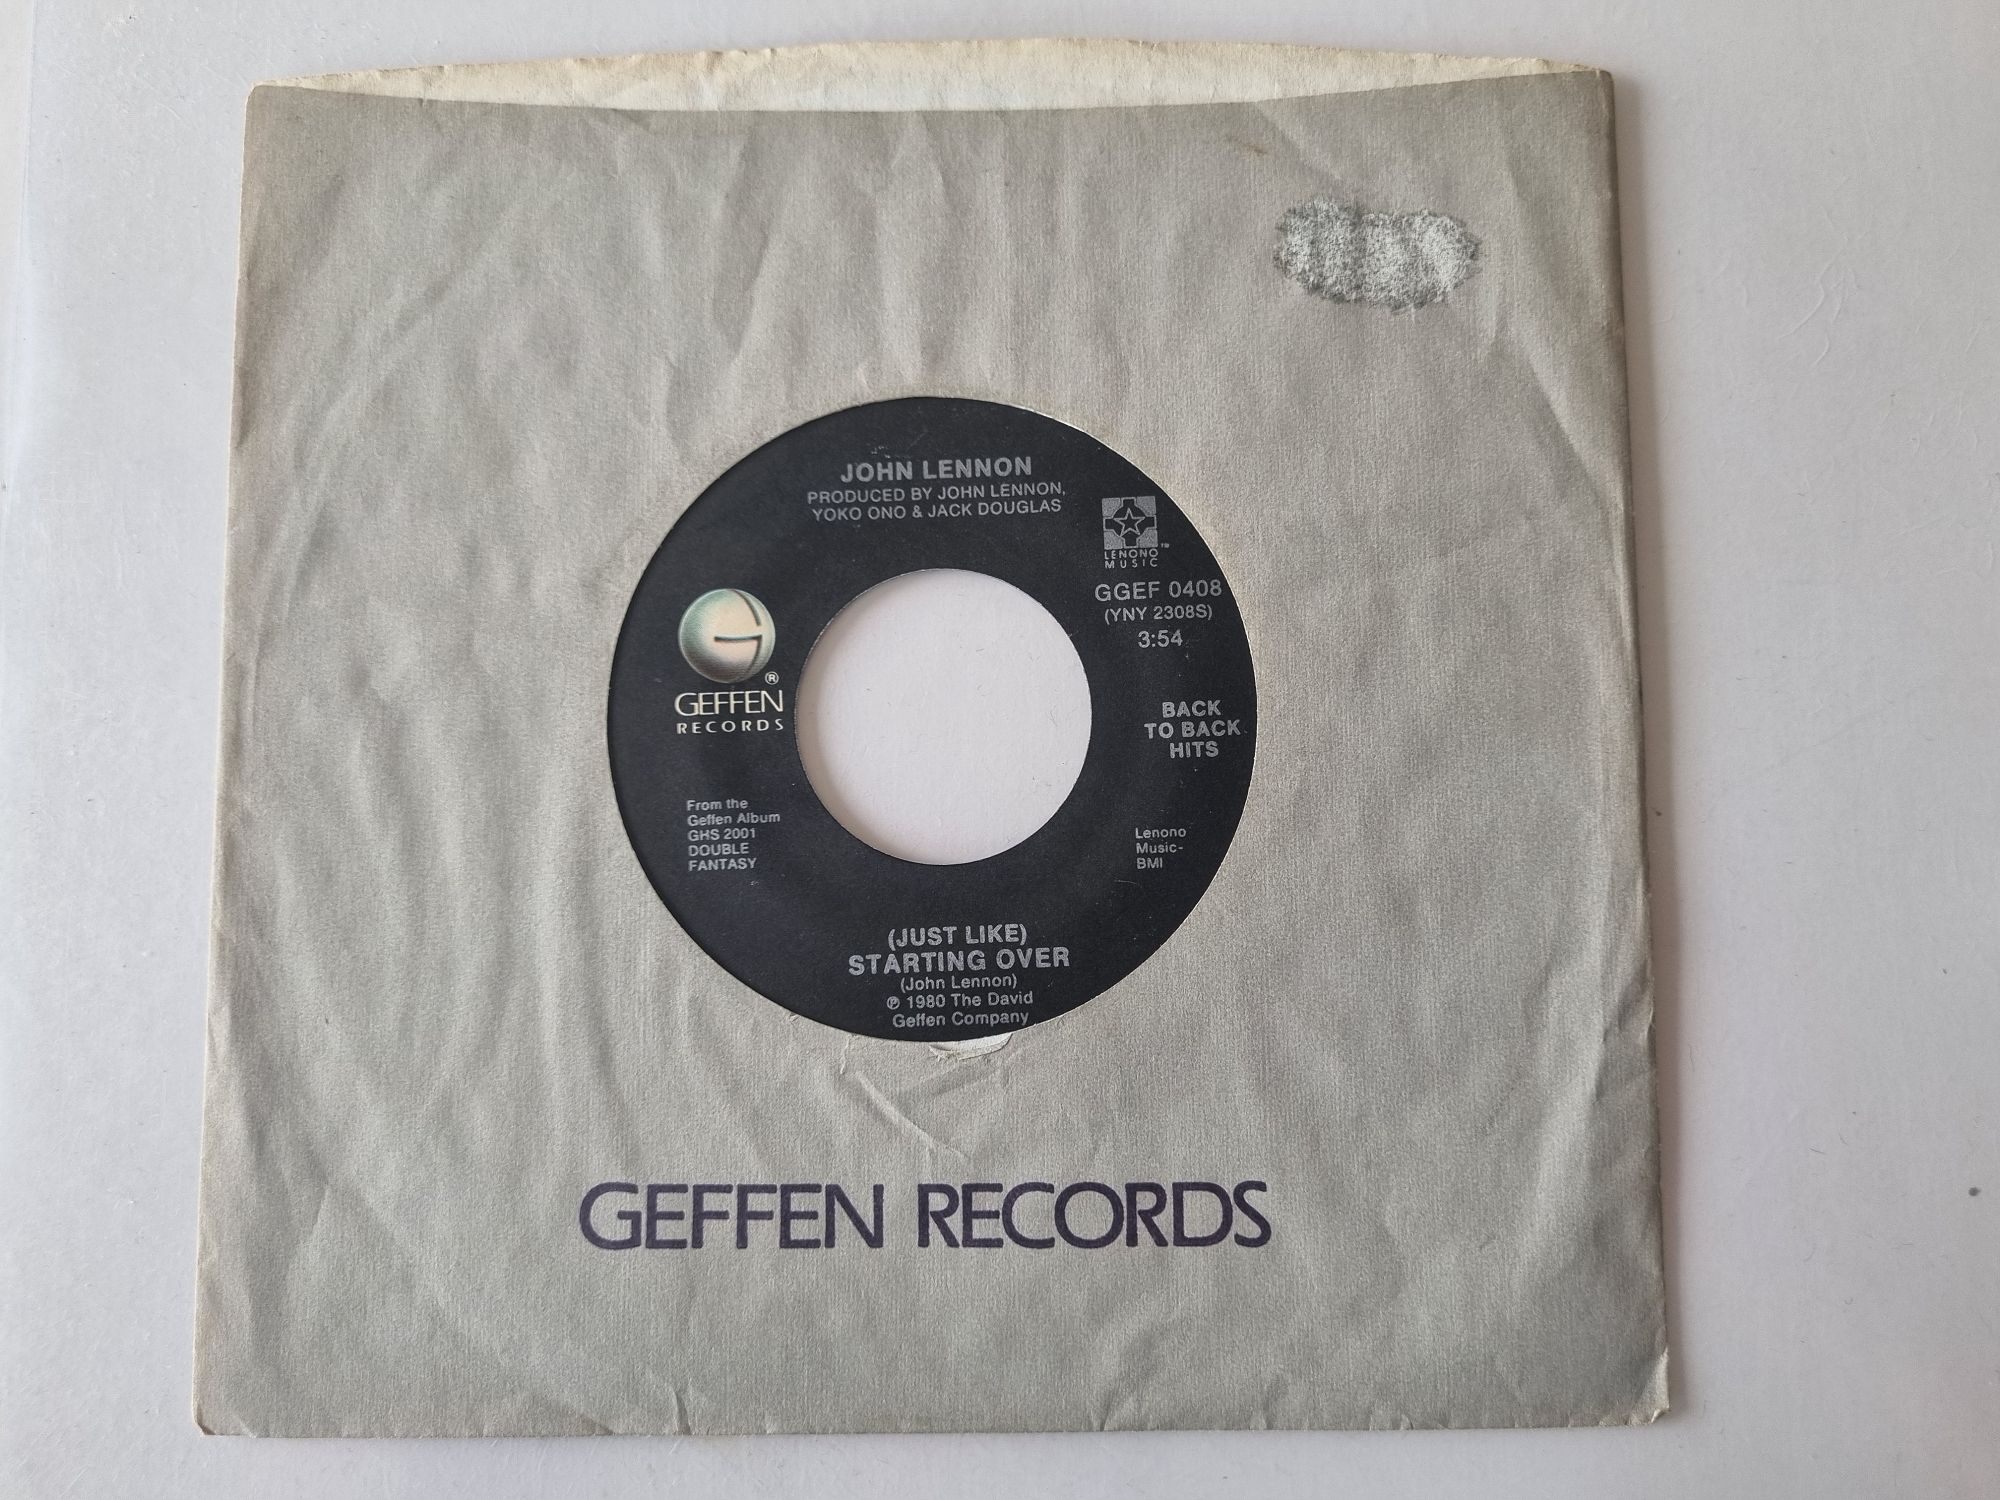 JOHN LENNON
PRODUCED BY JOHN LENNON,
YOKO ONO & JACK DOUGLAS
LENONO ™
MUSIC
GGEF 0408
(YNY 2308S)
3:54
BACK
TO BACK
HITS
®
GEFFEN
RECORDS
From the
Geffen Album
GHS 2001
DOUBLE
FANTASY
Lenono
Music-
BMI
(JUST LIKE)
STARTING OVER
(John Lennon)
℗ 1980 The David
Geffen Company
GEFFEN RECORDS